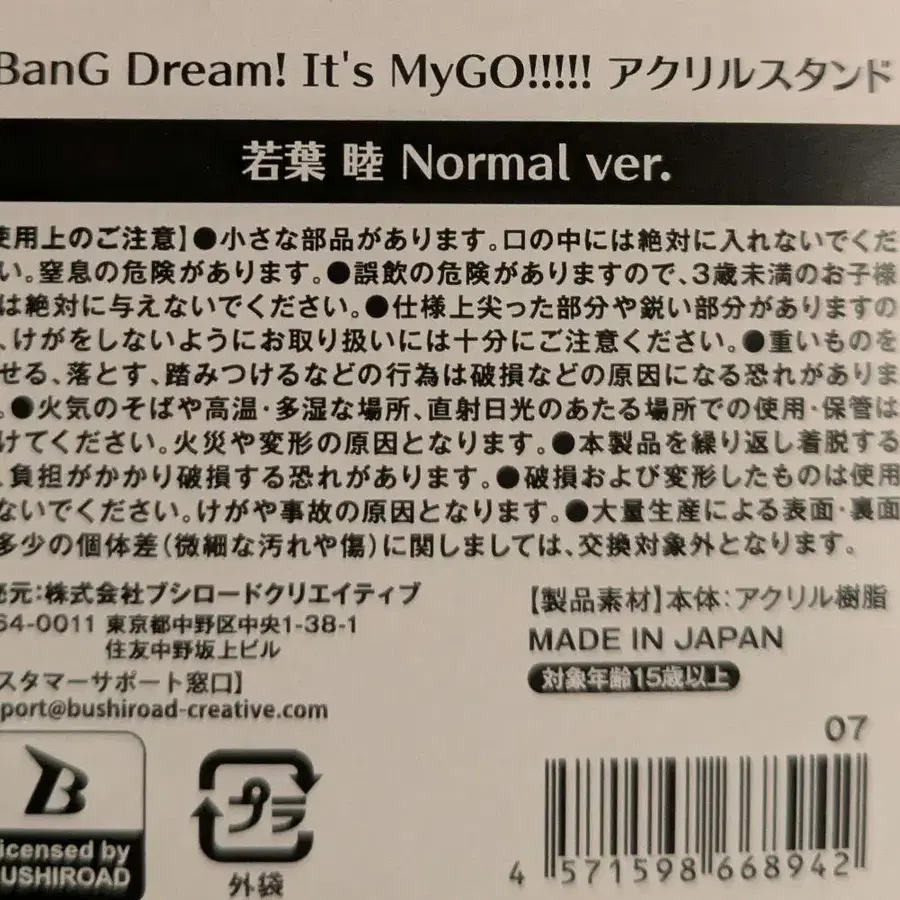 BanG Dream! It's MyGO!!!!! アクリルスタンド
若葉 睦 Normal ver.
使用上のご注意】●小さな部品があります。口の中には絶対に入れないでくだ
い。窒息の危険があります。●誤飲の危険がありますので、3歳未満のお子様
は絶対に与えないでください。●仕様上尖った部分や鋭い部分がありますの
、けがをしないようにお取り扱いには十分にご注意ください。●重いものを
せる、落とす、踏みつけるなどの行為は破損などの原因になる恐れがありま
。●火気のそばや高温・多湿な場所、直射日光のあたる場所での使用・保管は
けてください。火災や変形の原因となります。●本製品を繰り返し着脱する
、負担がかかり破損する恐れがあります。●破損および変形したものは使用
ないでください。けがや事故の原因となります。●大量生産による表面・裏面
多少の個体差(微細な汚れや傷)に関しましては、交換対象外となります。
売元:株式会社ブシロードクリエイティブ
64-0011 東京都中野区中央1-38-1
住友中野坂上ビル
スタマーサポート窓口】
pport@bushiroad-creative.com
【製品素材】本体:アクリル樹脂
MADE IN JAPAN
対象年齢15歳以上
07
B
icensed by
BUSHIROAD
プラ
外袋
4 571598 668942